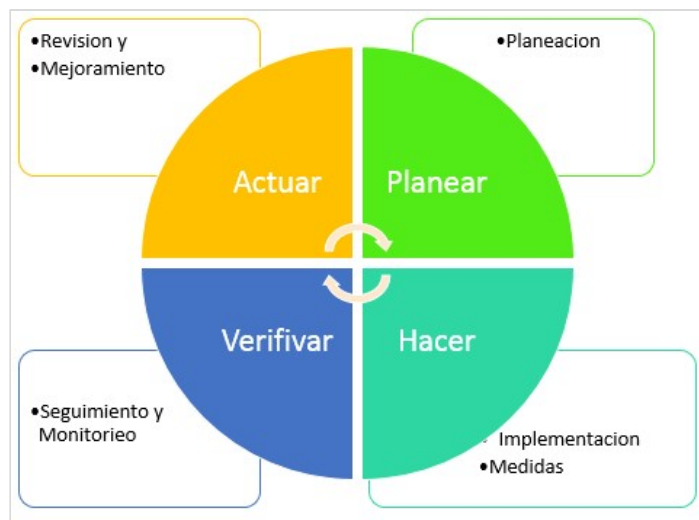 •Revision y
•Mejoramiento
•Planeacion
Actuar
Planear
Verifivar
Hacer
•Seguimiento y
Monitorieo
• Implementacion
•Medidas